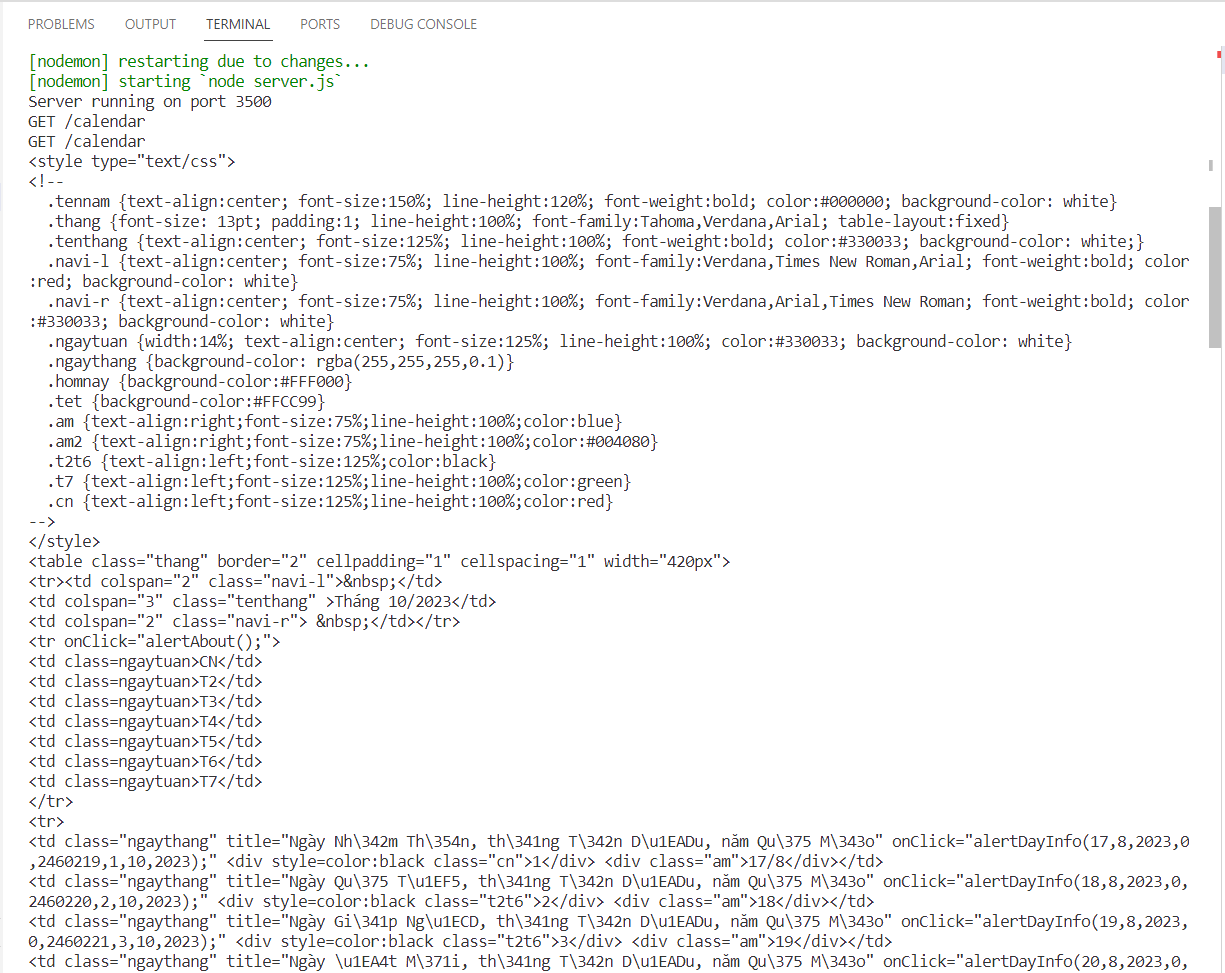 PROBLEMS OUTPUT TERMINAL PORTS DEBUG CONSOLE
[nodemon] restarting due to changes...
[nodemon] starting `node server.js`
Server running on port 3500
GET /calendar
GET /calendar
<style type="text/css">
<!--
  .tennam {text-align:center; font-size:150%; line-height:120%; font-weight:bold; color:#000000; background-color: white}
  .thang {font-size: 13pt; padding:1; line-height:100%; font-family:Tahoma,Verdana,Arial; table-layout:fixed}
  .tenthang {text-align:center; font-size:125%; line-height:100%; font-weight:bold; color:#330033; background-color: white;}
  .navi-l {text-align:center; font-size:75%; line-height:100%; font-family:Verdana,Times New Roman,Arial; font-weight:bold; color
:red; background-color: white}
  .navi-r {text-align:center; font-size:75%; line-height:100%; font-family:Verdana,Arial,Times New Roman; font-weight:bold; color
:#330033; background-color: white}
  .ngaytuan {width:14%; text-align:center; font-size:125%; line-height:100%; color:#330033; background-color: white}
  .ngaythang {background-color: rgba(255,255,255,0.1)}
  .homnay {background-color:#FFF000}
  .tet {background-color:#FFCC99}
  .am {text-align:right;font-size:75%;line-height:100%;color:blue}
  .am2 {text-align:right;font-size:75%;line-height:100%;color:#004080}
  .t2t6 {text-align:left;font-size:125%;color:black}
  .t7 {text-align:left;font-size:125%;line-height:100%;color:green}
  .cn {text-align:left;font-size:125%;line-height:100%;color:red}
-->
</style>
<table class="thang" border="2" cellpadding="1" cellspacing="1" width="420px">
<tr><td colspan="2" class="navi-l">&nbsp;</td>
<td colspan="3" class="tenthang" >Tháng 10/2023</td>
<td colspan="2" class="navi-r"> &nbsp;</td></tr>
<tr onClick="alertAbout();">
<td class=ngaytuan>CN</td>
<td class=ngaytuan>T2</td>
<td class=ngaytuan>T3</td>
<td class=ngaytuan>T4</td>
<td class=ngaytuan>T5</td>
<td class=ngaytuan>T6</td>
<td class=ngaytuan>T7</td>
</tr>
<tr>
<td class="ngaythang" title="Ngày Nh\342m Th\354n, th\341ng T\342n D\u1EADu, năm Qu\375 M\343o" onClick="alertDayInfo(17,8,2023,0
,2460219,1,10,2023);" <div style=color:black class="cn">1</div> <div class="am">17/8</div></td>
<td class="ngaythang" title="Ngày Qu\375 T\u1EF5, th\341ng T\342n D\u1EADu, năm Qu\375 M\343o" onClick="alertDayInfo(18,8,2023,0,
2460220,2,10,2023);" <div style=color:black class="t2t6">2</div> <div class="am">18</div></td>
<td class="ngaythang" title="Ngày Gi\341p Ng\u1ECD, th\341ng T\342n D\u1EADu, năm Qu\375 M\343o" onClick="alertDayInfo(19,8,2023,
0,2460221,3,10,2023);" <div style=color:black class="t2t6">3</div> <div class="am">19</div></td>
<td class="ngaythang" title="Ngày \u1EA4t M\371i, th\341ng T\342n D\u1EADu, năm Qu\375 M\343o" onClick="alertDayInfo(20,8,2023,0,